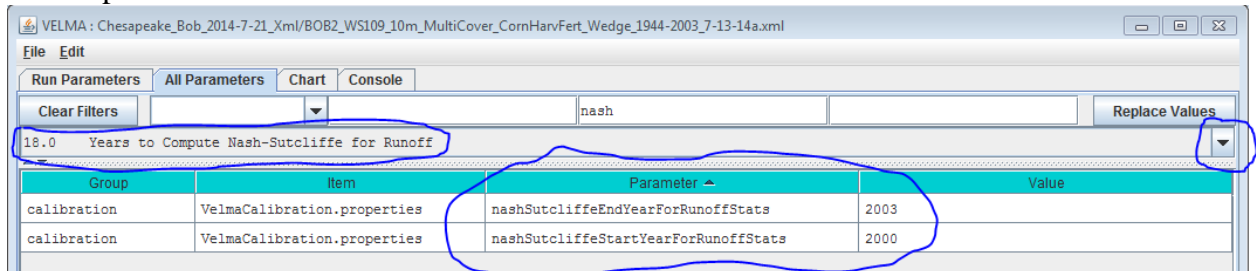 VELMA : Chesapeake_Bob_2014-7-21_Xml/BOB2_WS109_10m_MultiCover_CornHarvFert_Wedge_1944-2003_7-13-14a.xml
File Edit
Run Parameters All Parameters Chart Console
Clear Filters nash Replace Values
18.0 Years to Compute Nash-Sutcliffe for Runoff
Group Item Parameter Value
calibration VelmaCalibration.properties nashSutcliffeEndYearForRunoffStats 2003
calibration VelmaCalibration.properties nashSutcliffeStartYearForRunoffStats 2000